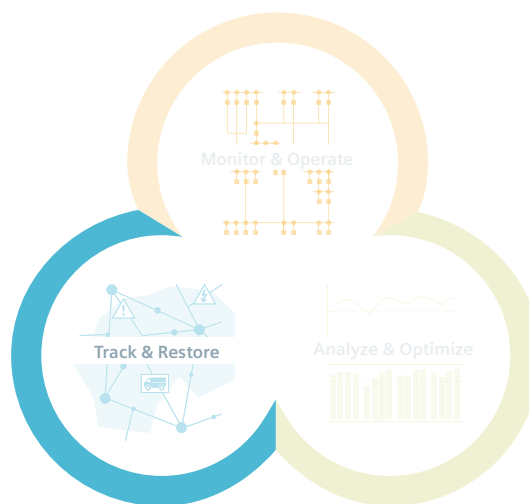 Monitor & Operate
Track & Restore
Analyze & Optimize